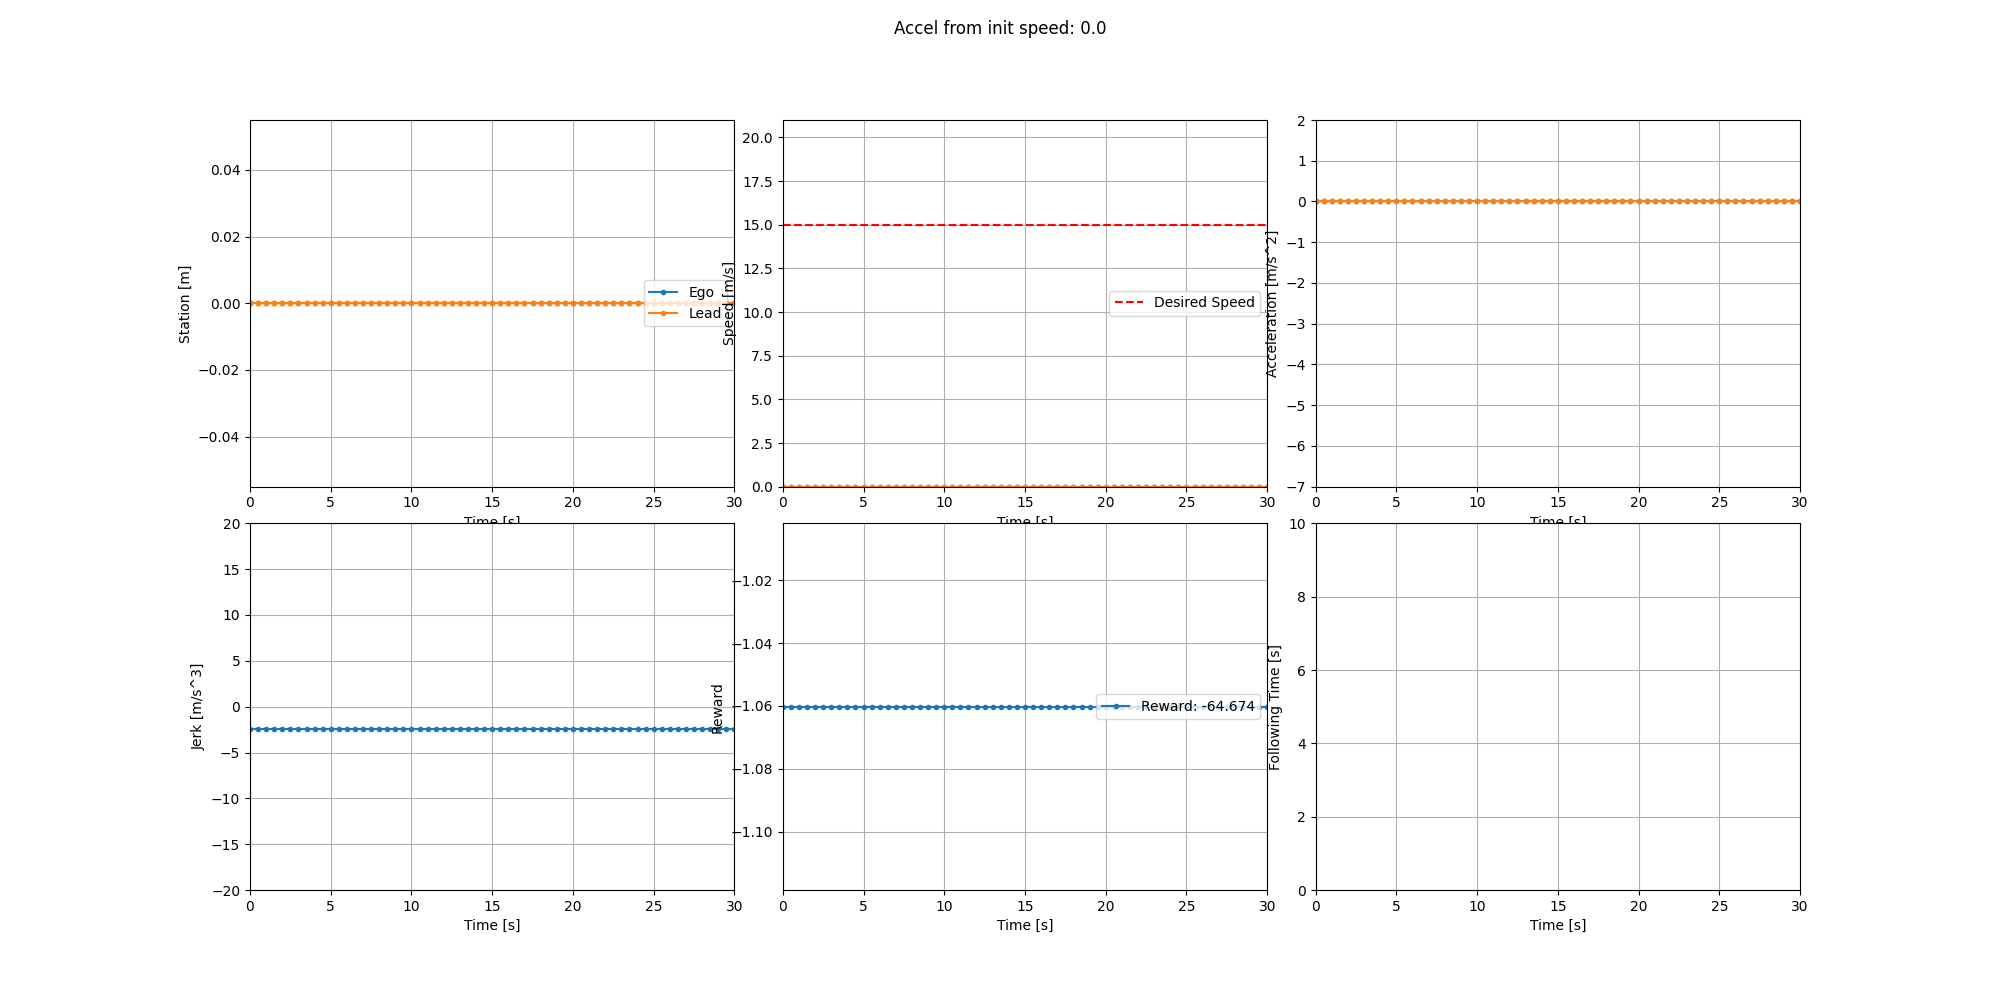 Accel from init speed: 0.0
Station [m]
0.04
0.02
0.00
−0.02
−0.04
0 5 10 15 20 25 30
Time [s]
Ego
Lead
Speed [m/s]
20.0
17.5
15.0
12.5
10.0
7.5
5.0
2.5
0.0
0 5 10 15 20 25 30
Time [s]
Desired Speed
Acceleration [m/s^2]
2
1
0
−1
−2
−3
−4
−5
−6
−7
0 5 10 15 20 25 30
Time [s]
Jerk [m/s^3]
20
15
10
5
0
−5
−10
−15
−20
0 5 10 15 20 25 30
Time [s]
Reward
−1.02
−1.04
−1.06
−1.08
−1.10
0 5 10 15 20 25 30
Time [s]
Reward: -64.674
Following Time [s]
10
8
6
4
2
0
0 5 10 15 20 25 30
Time [s]